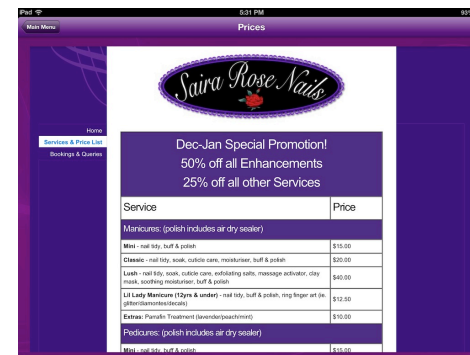 iPad
5:31 PM
93%
Main Menu
Prices
Saira Rose Nails
Home
Services & Price List
Bookings & Queries
Dec-Jan Special Promotion!
50% off all Enhancements
25% off all other Services
Service Price
Manicures: (polish includes air dry sealer)
Mini - nail tidy, buff & polish $15.00
Classic - nail tidy, soak, cuticle care, moisturiser, buff & polish $20.00
Lush - nail tidy, soak, cuticle care, exfoliating salts, massage activator, clay
mask, soothing moisturiser, buff & polish $40.00
Lil Lady Manicure (12yrs & under) - nail tidy, buff & polish, ring finger art (ie.
glitter/diamontes/decals) $12.50
Extras: Parrafin Treatment (lavender/peach/mint) $10.00
Pedicures: (polish includes air dry sealer)
Mini - nail tidy, buff & polish $15.00